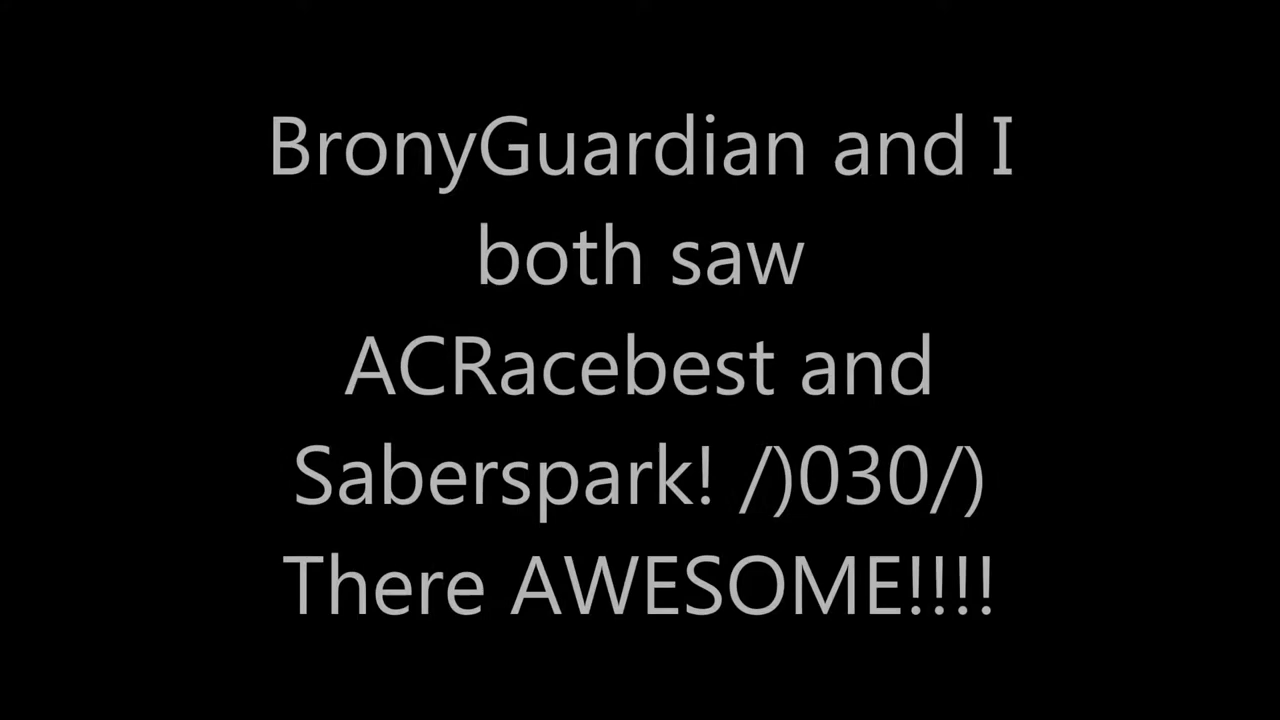 BronyGuardian and I
both saw
ACRacebest and
Saberspark! /)030/)
There AWESOME!!!!